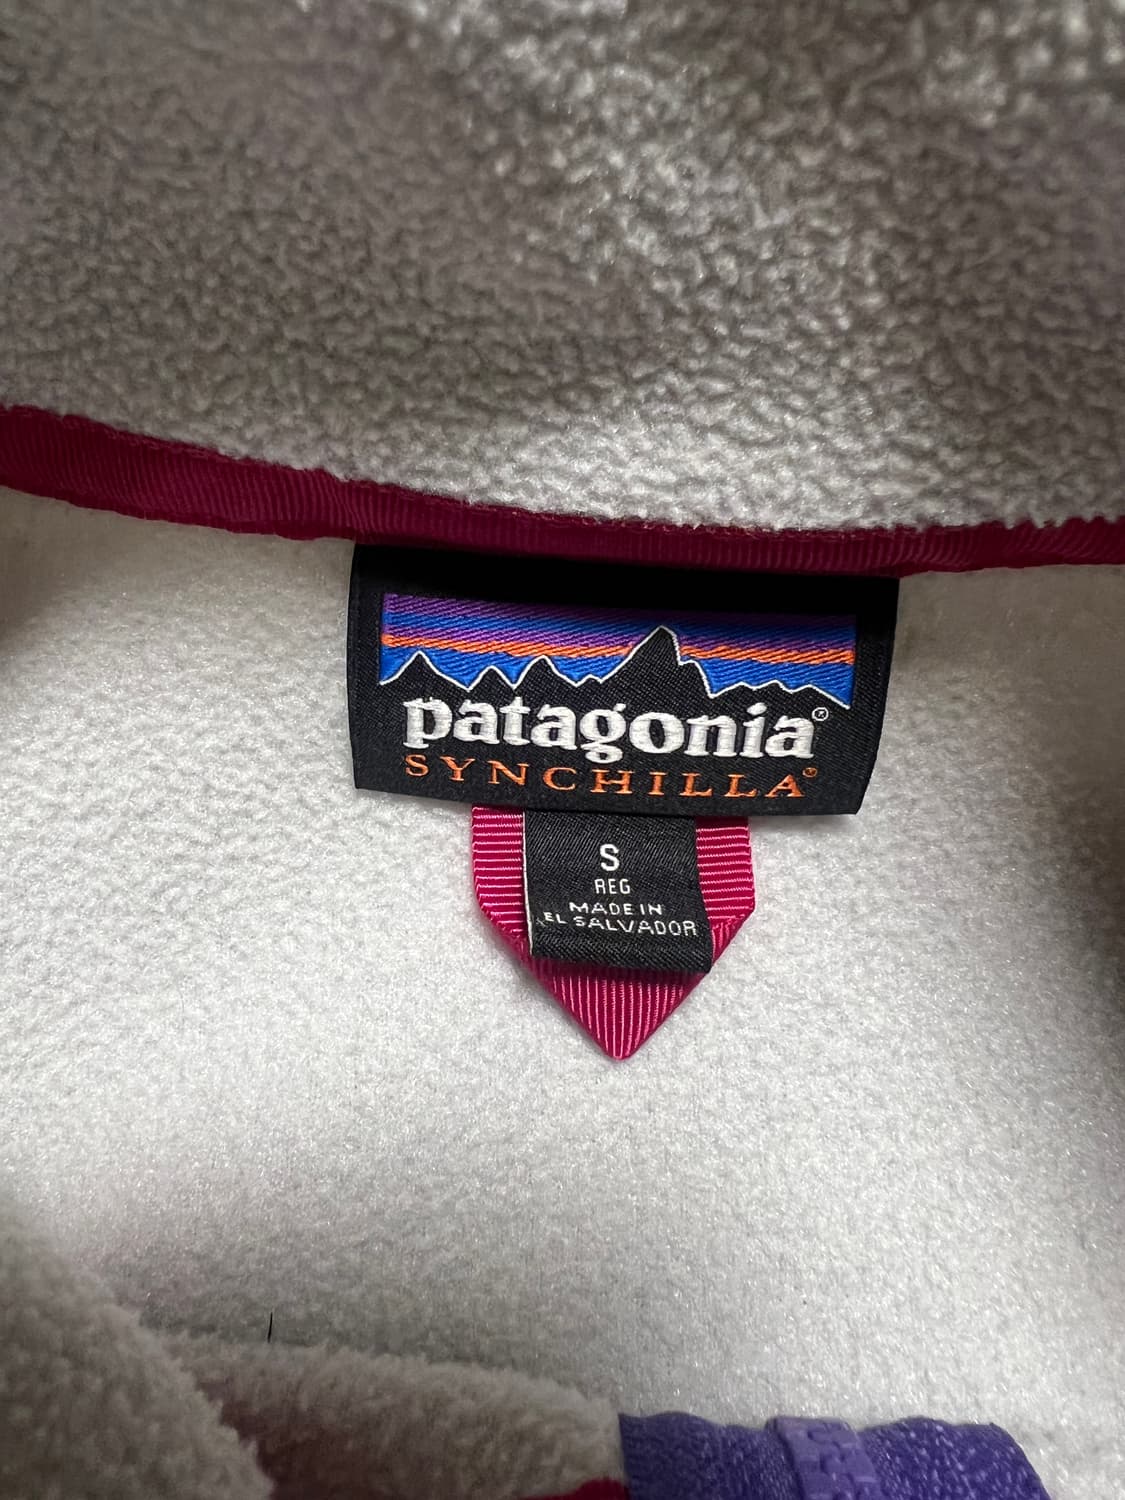 patagonia®
SYNCHILLA®
S
REG
MADE IN
EL SALVADOR